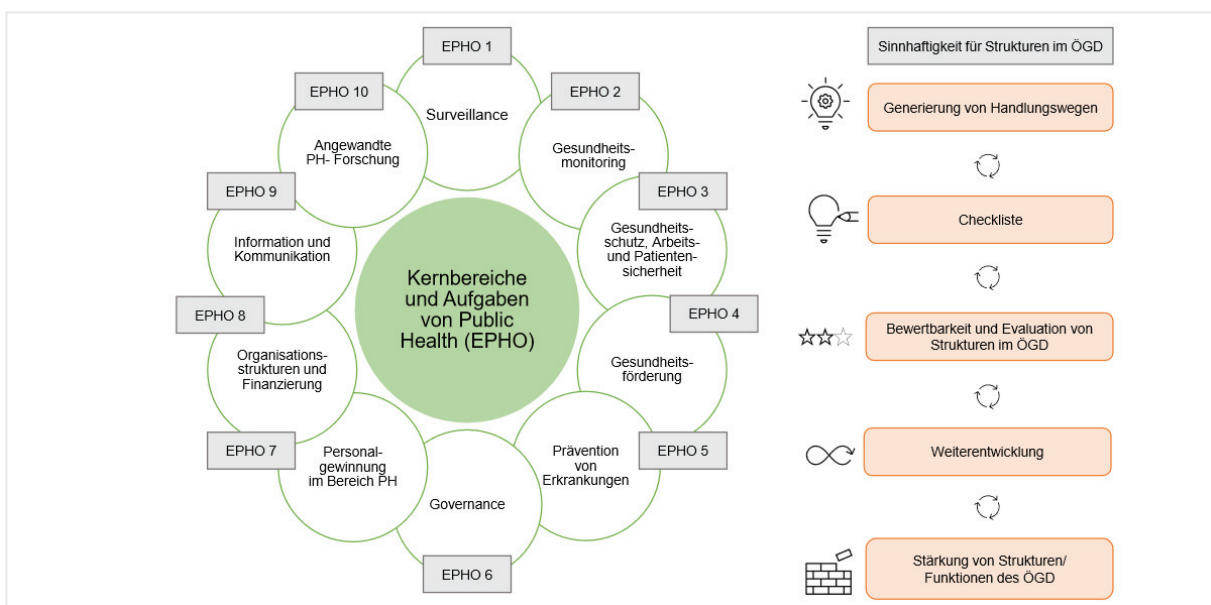 EPHO 1
Surveillance
EPHO 2
Gesundheits-
monitoring
EPHO 3
Gesundheits-
schutz, Arbeits-
und Patienten-
sicherheit
EPHO 4
Gesundheits-
förderung
EPHO 5
Prävention
von
Erkrankungen
EPHO 6
Governance
EPHO 7
Personal-
gewinnung
im Bereich PH
EPHO 8
Organisations-
strukturen und
Finanzierung
EPHO 9
Information und
Kommunikation
EPHO 10
Angewandte
PH- Forschung
Kernbereiche
und Aufgaben
von Public
Health (EPHO)
Sinnhaftigkeit für Strukturen im ÖGD
Generierung von Handlungswegen
Checkliste
Bewertbarkeit und Evaluation von
Strukturen im ÖGD
Weiterentwicklung
Stärkung von Strukturen/
Funktionen des ÖGD